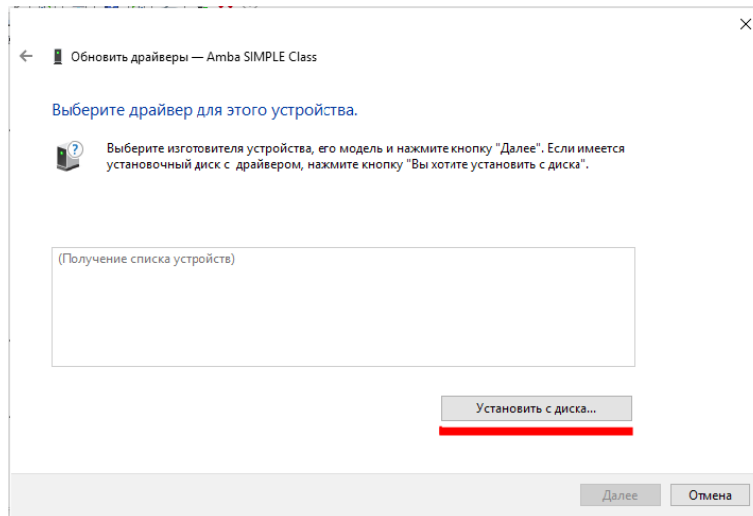 Обновить драйверы — Amba SIMPLE Class
Выберите драйвер для этого устройства.
Выберите изготовителя устройства, его модель и нажмите кнопку "Далее". Если имеется
установочный диск с драйвером, нажмите кнопку "Вы хотите установить с диска".
(Получение списка устройств)
Установить с диска...
Далее
Отмена